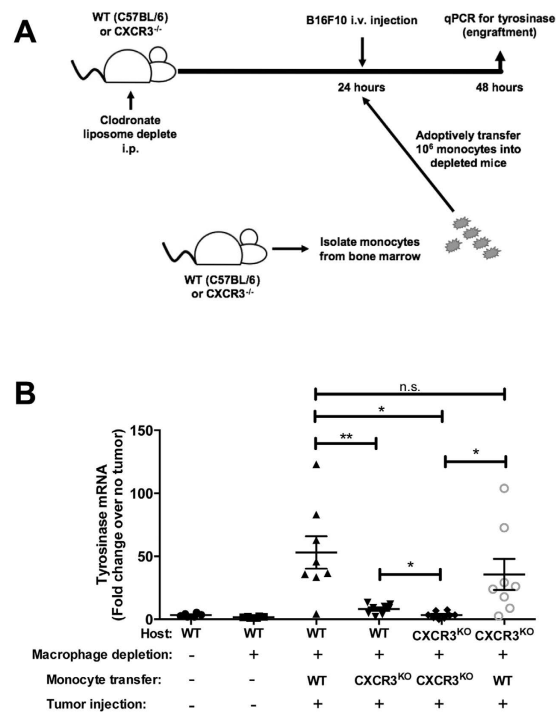 A
WT (C57BL/6)
or CXCR3-/-
B16F10 i.v. injection
qPCR for tyrosinase
(engraftment)
24 hours
48 hours
Clodronate
liposome deplete
i.p.
Adoptively transfer
10⁶ monocytes into
depleted mice
Isolate monocytes
from bone marrow
WT (C57BL/6)
or CXCR3-/-
B
n.s.
*
**
*
*
Tyrosinase mRNA
(Fold change over no tumor)
150
100
50
0
Host: WT WT WT WT CXCR3KO CXCR3KO
Macrophage depletion: - + + + + +
Monocyte transfer: - - WT CXCR3KO CXCR3KO WT
Tumor injection: - - + + + +